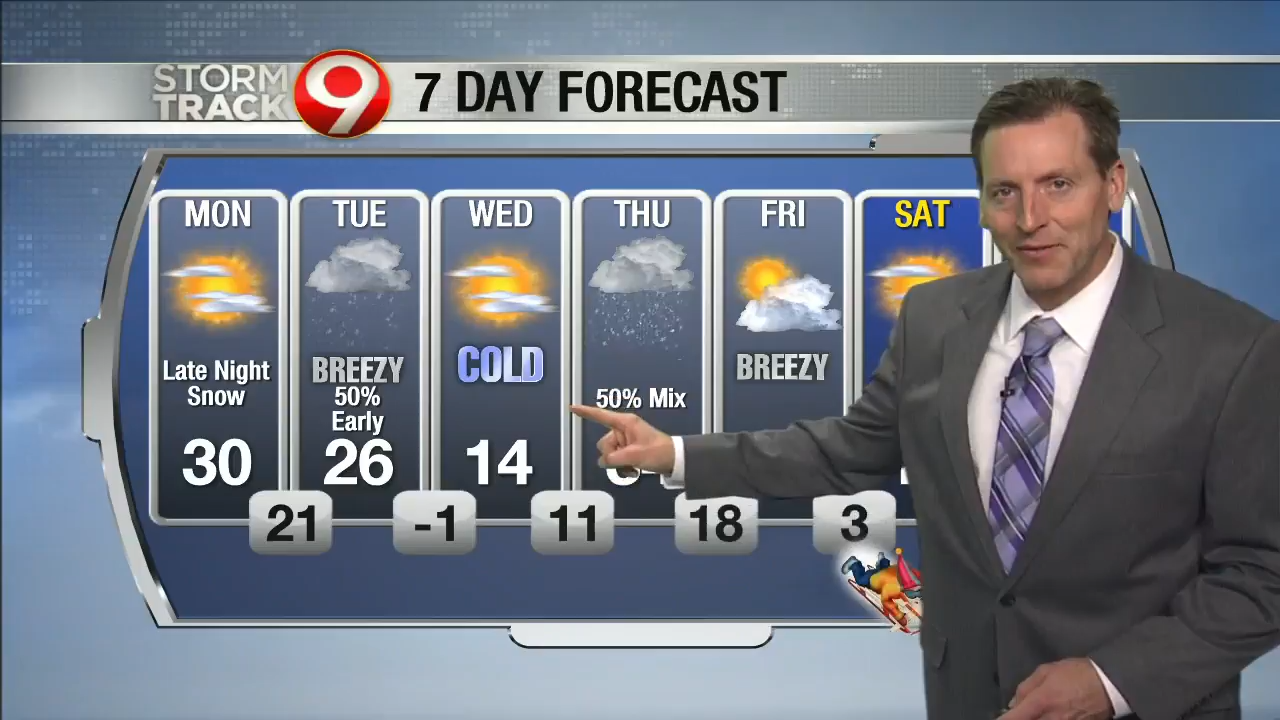 STORM
TRACK
9
7 DAY FORECAST
MON
Late Night
Snow
30
TUE
BREEZY
50%
Early
26
WED
COLD
14
THU
50% Mix
FRI
BREEZY
SAT
21
-1
11
18
3